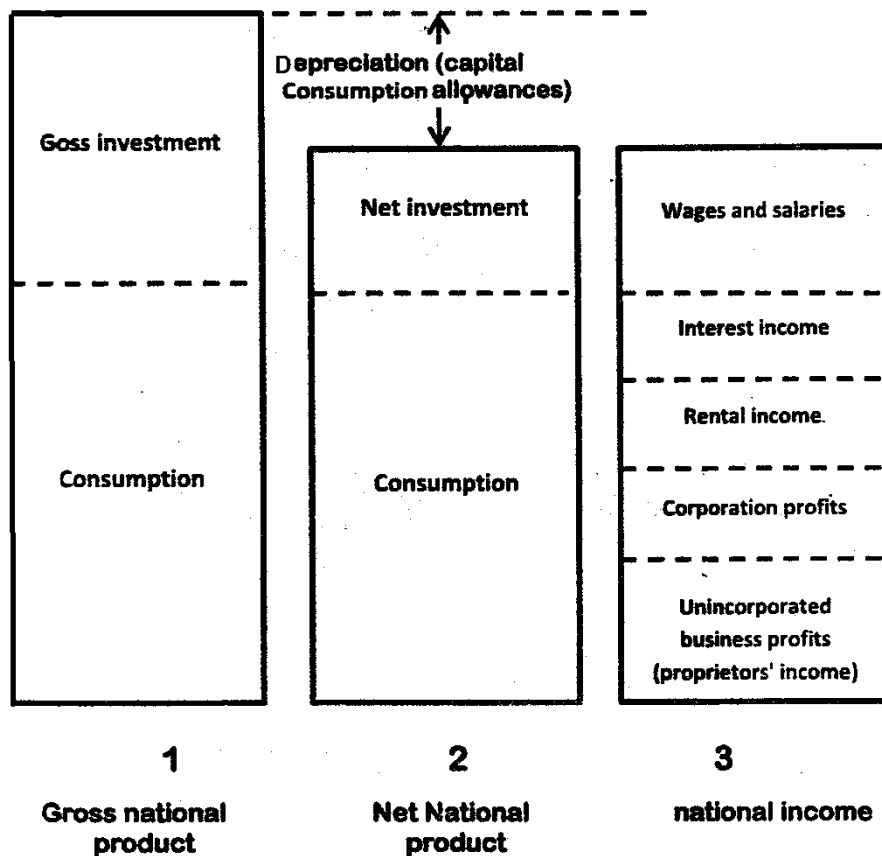 Depreciation (capital
Consumption allowances)
Goss investment
Consumption
Net investment
Consumption
Wages and salaries
Interest income
Rental income.
Corporation profits
Unincorporated
business profits
(proprietors' income)
1
Gross national
product
2
Net National
product
3
national income